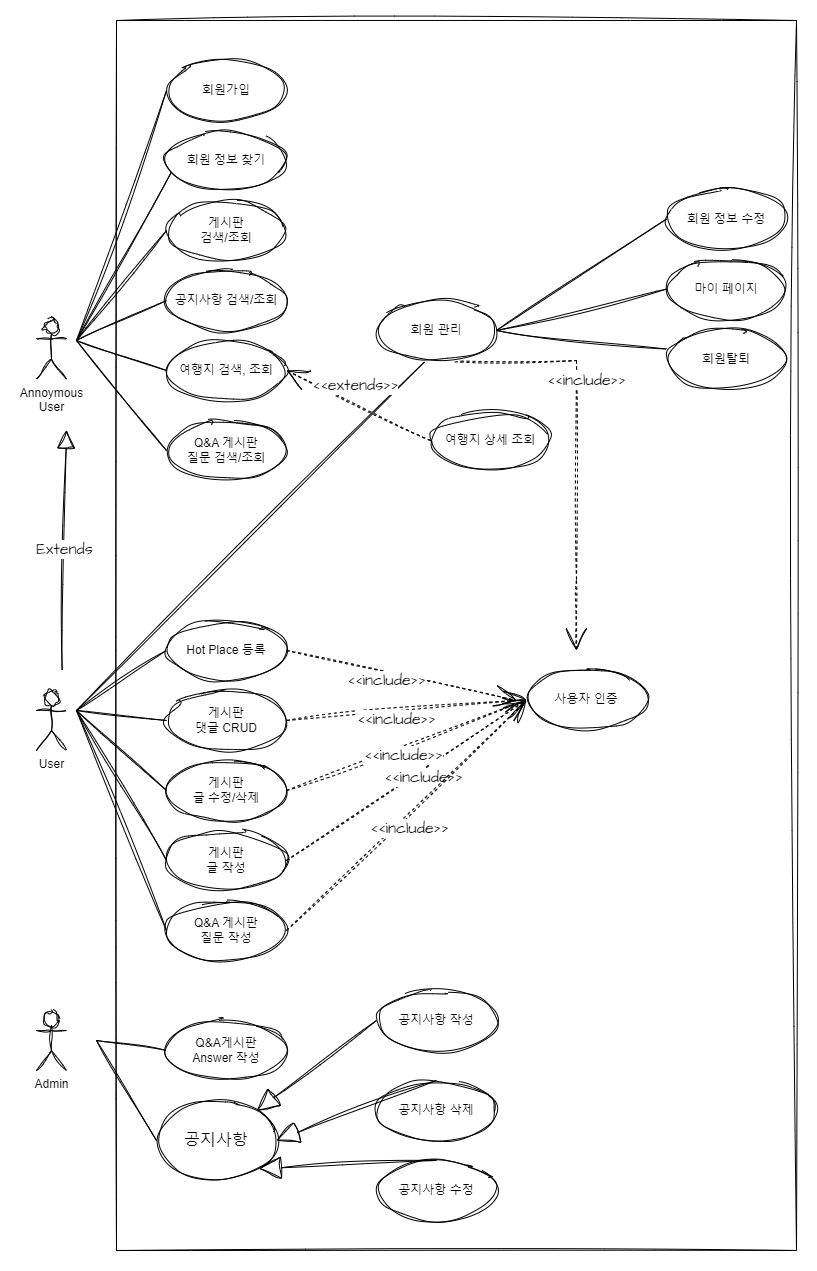 회원가입
회원 정보 찾기
게시판
검색/조회
공지사항 검색/조회
여행지 검색, 조회
Q&A 게시판
질문 검색/조회
Annoymous
User
회원 관리
회원 정보 수정
마이 페이지
회원탈퇴
<<extends>>
<<include>>
여행지 상세 조회
Extends
Hot Place 등록
게시판
댓글 CRUD
게시판
글 수정/삭제
게시판
글 작성
Q&A 게시판
질문 작성
User
<<include>>
<<include>>
<<include>>
<<include>>
<<include>>
사용자 인증
Admin
Q&A게시판
Answer 작성
공지사항
공지사항 작성
공지사항 삭제
공지사항 수정